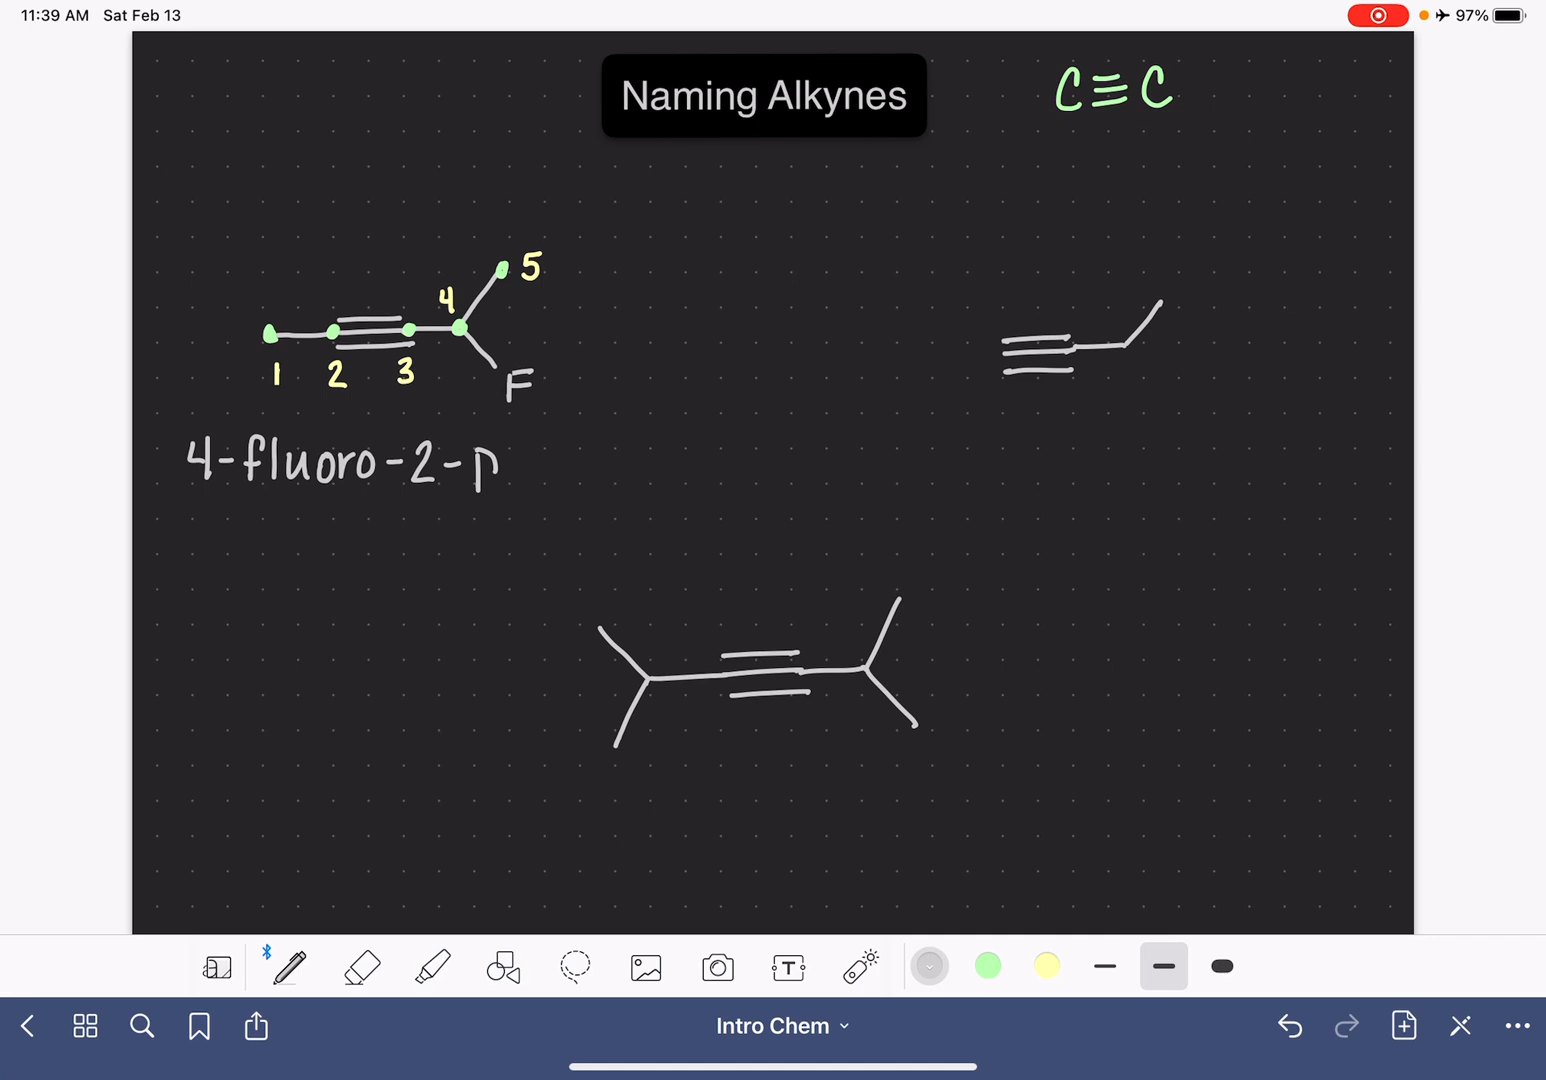 11:39 AM Sat Feb 13
97%
Naming Alkynes
C≡C
5
4
1 2 3
F
4-fluoro-2-p
T
Intro Chem